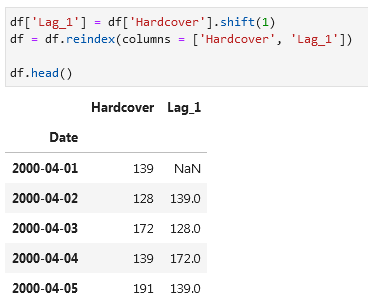 df['Lag_1'] = df['Hardcover'].shift(1)
df = df.reindex(columns = ['Hardcover', 'Lag_1'])
df.head()
Hardcover Lag_1
Date
2000-04-01 139 NaN
2000-04-02 128 139.0
2000-04-03 172 128.0
2000-04-04 139 172.0
2000-04-05 191 139.0